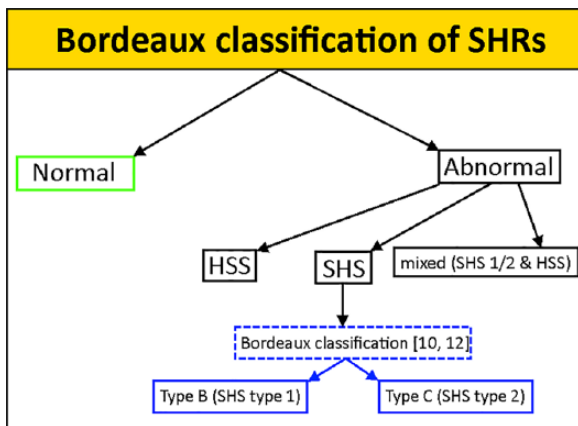 Bordeaux classification of SHRs
Normal
Abnormal
HSS
SHS
mixed (SHS 1/2 & HSS)
Bordeaux classification [10, 12]
Type B (SHS type 1)
Type C (SHS type 2)